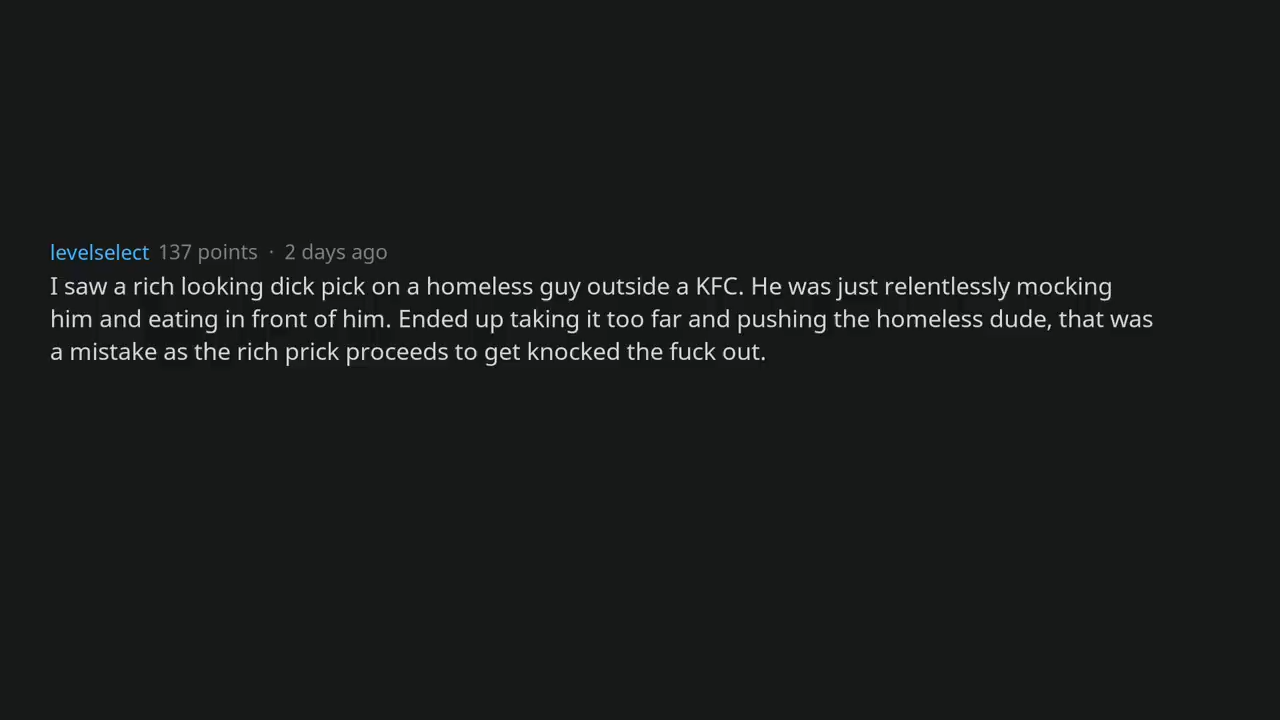 levelselect 137 points · 2 days ago
I saw a rich looking dick pick on a homeless guy outside a KFC. He was just relentlessly mocking
him and eating in front of him. Ended up taking it too far and pushing the homeless dude, that was
a mistake as the rich prick proceeds to get knocked the fuck out.